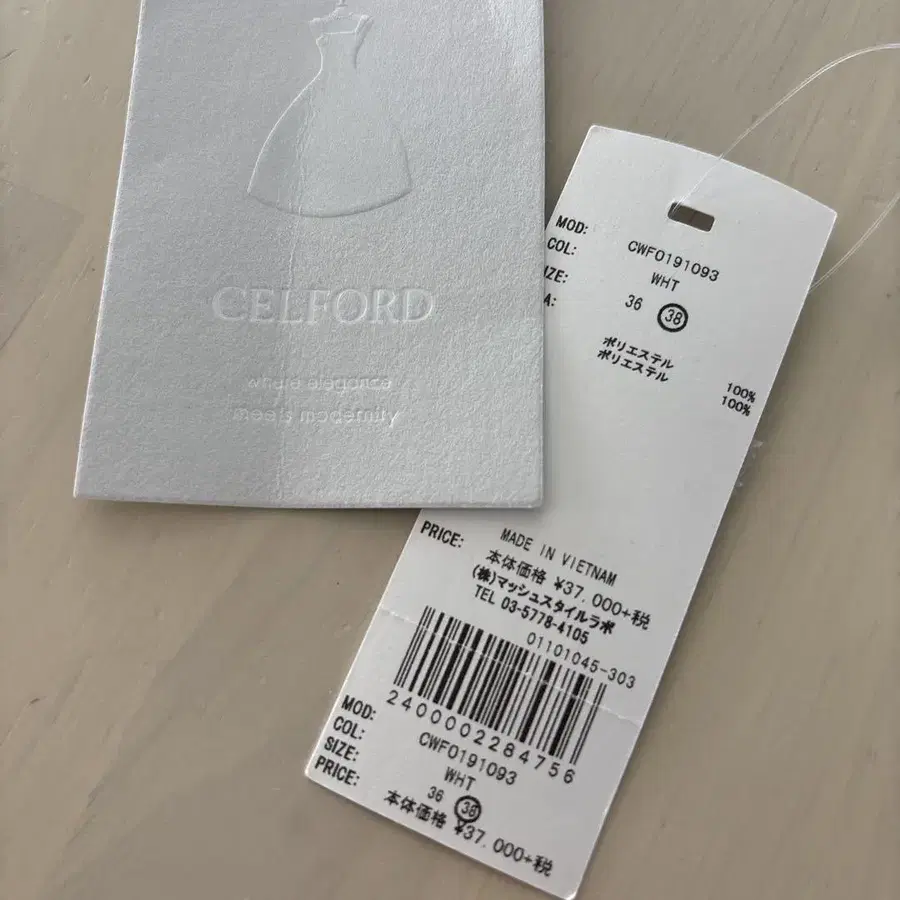 CELFORD
where elegance
meets modernity
MOD: CWF0191093
COL: WHT
IZE: 36 38
A:
ポリエステル 100%
ポリエステル 100%
MADE IN VIETNAM
PRICE: 本体価格 ¥37,000+税
(株)マッシュスタイルラボ
TEL 03-5778-4105
01101045-303
2400002284756
MOD: CWF0191093
COL: WHT
SIZE: 36 38
PRICE: 本体価格 ¥37,000+税